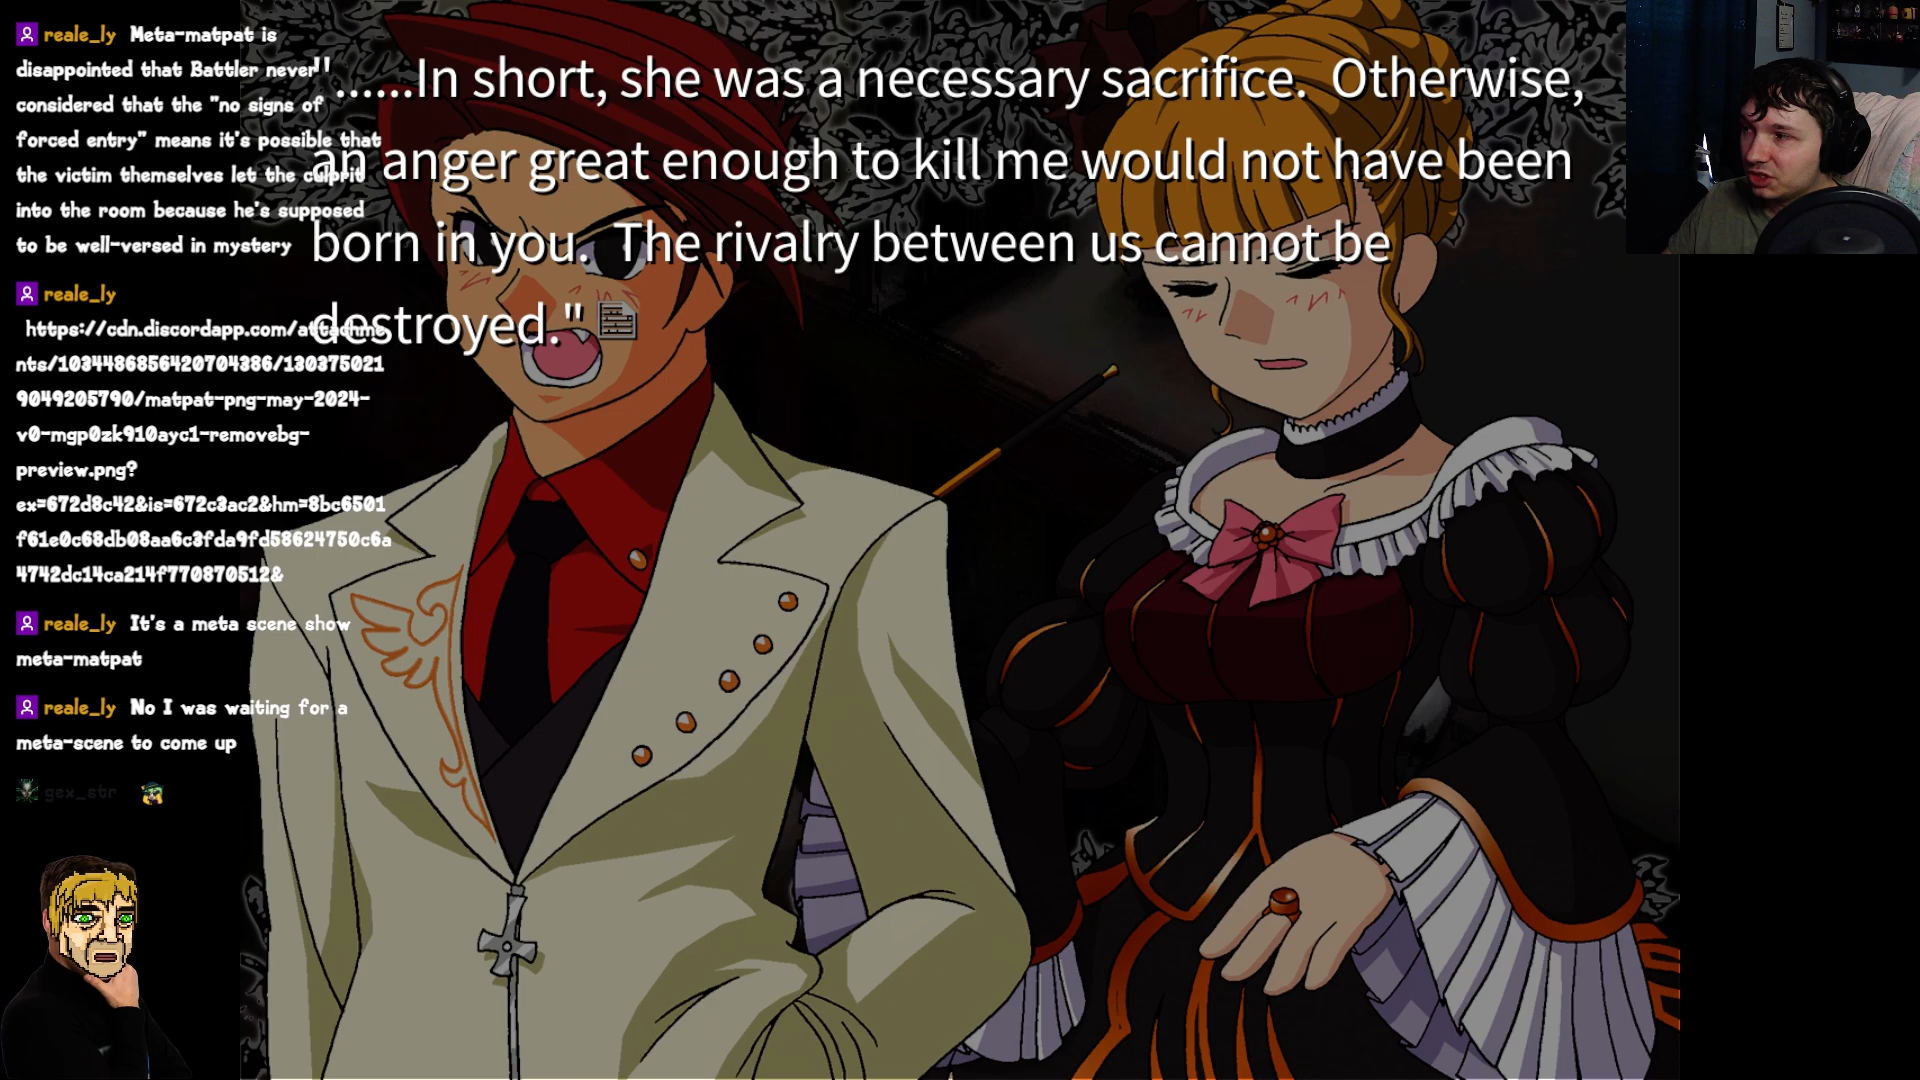 reale_ly Meta-matpat is
disappointed that Battler never
considered that the "no signs of
forced entry" means it's possible that
the victim themselves let the culprit
into the room because he's supposed
to be well-versed in mystery
reale_ly
https://cdn.discordapp.com/attachme
nts/1034486856420704386/130375021
9049205790/matpat-png-may-2024-
v0-mgp0zk910ayc1-removebg-
preview.png?
ex=672d8c42&is=672c3ac2&hm=8bc6501
f61e0c68db08aa6c3fda9fd58624750c6a
4742dc14ca214f770870512&
reale_ly It's a meta scene show
meta-matpat
reale_ly No I was waiting for a
meta-scene to come up
gex_str
"......In short, she was a necessary sacrifice. Otherwise,
an anger great enough to kill me would not have been
born in you. The rivalry between us cannot be
destroyed."